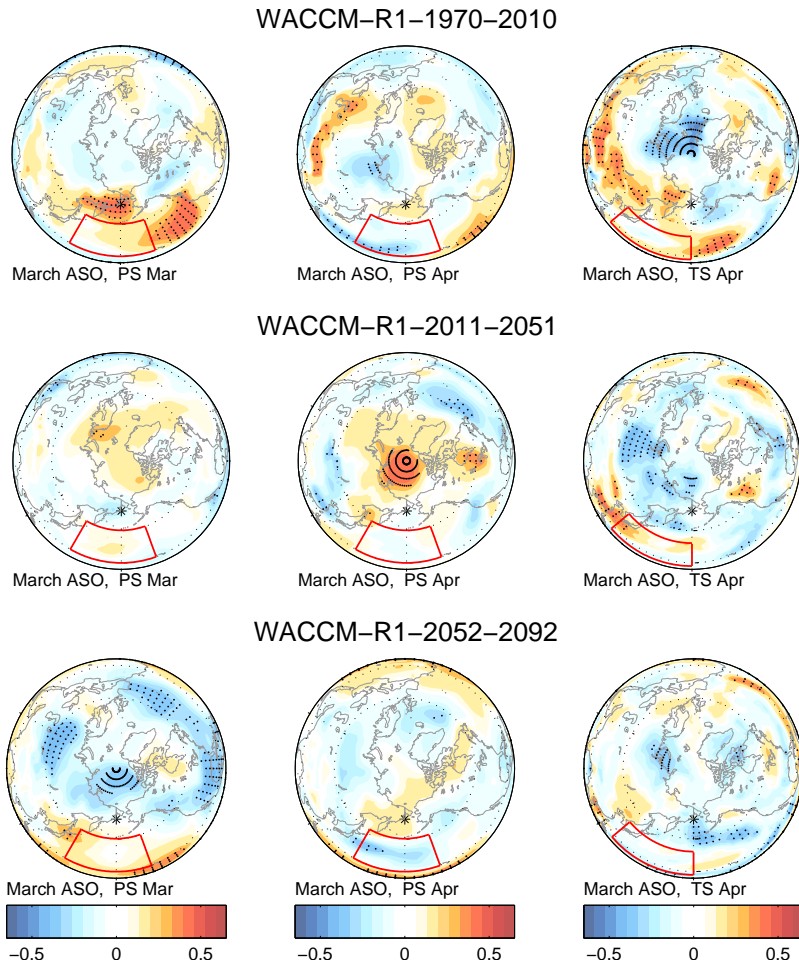 WACCM−R1−1970−2010
March ASO, PS Mar
March ASO, PS Apr
March ASO, TS Apr
WACCM−R1−2011−2051
March ASO, PS Mar
March ASO, PS Apr
March ASO, TS Apr
WACCM−R1−2052−2092
March ASO, PS Mar
March ASO, PS Apr
March ASO, TS Apr
−0.5 0 0.5
−0.5 0 0.5
−0.5 0 0.5